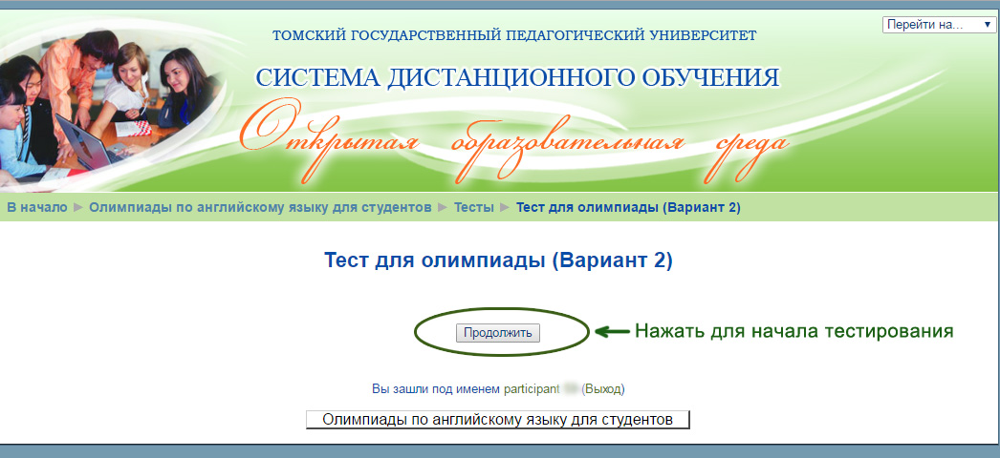 Перейти на...
ТОМСКИЙ ГОСУДАРСТВЕННЫЙ ПЕДАГОГИЧЕСКИЙ УНИВЕРСИТЕТ
СИСТЕМА ДИСТАНЦИОННОГО ОБУЧЕНИЯ
Открытая образовательная среда
В начало ► Олимпиады по английскому языку для студентов ► Тесты ► Тест для олимпиады (Вариант 2)
Тест для олимпиады (Вариант 2)
Продолжить
Нажать для начала тестирования
Вы зашли под именем participant (Выход)
Олимпиады по английскому языку для студентов